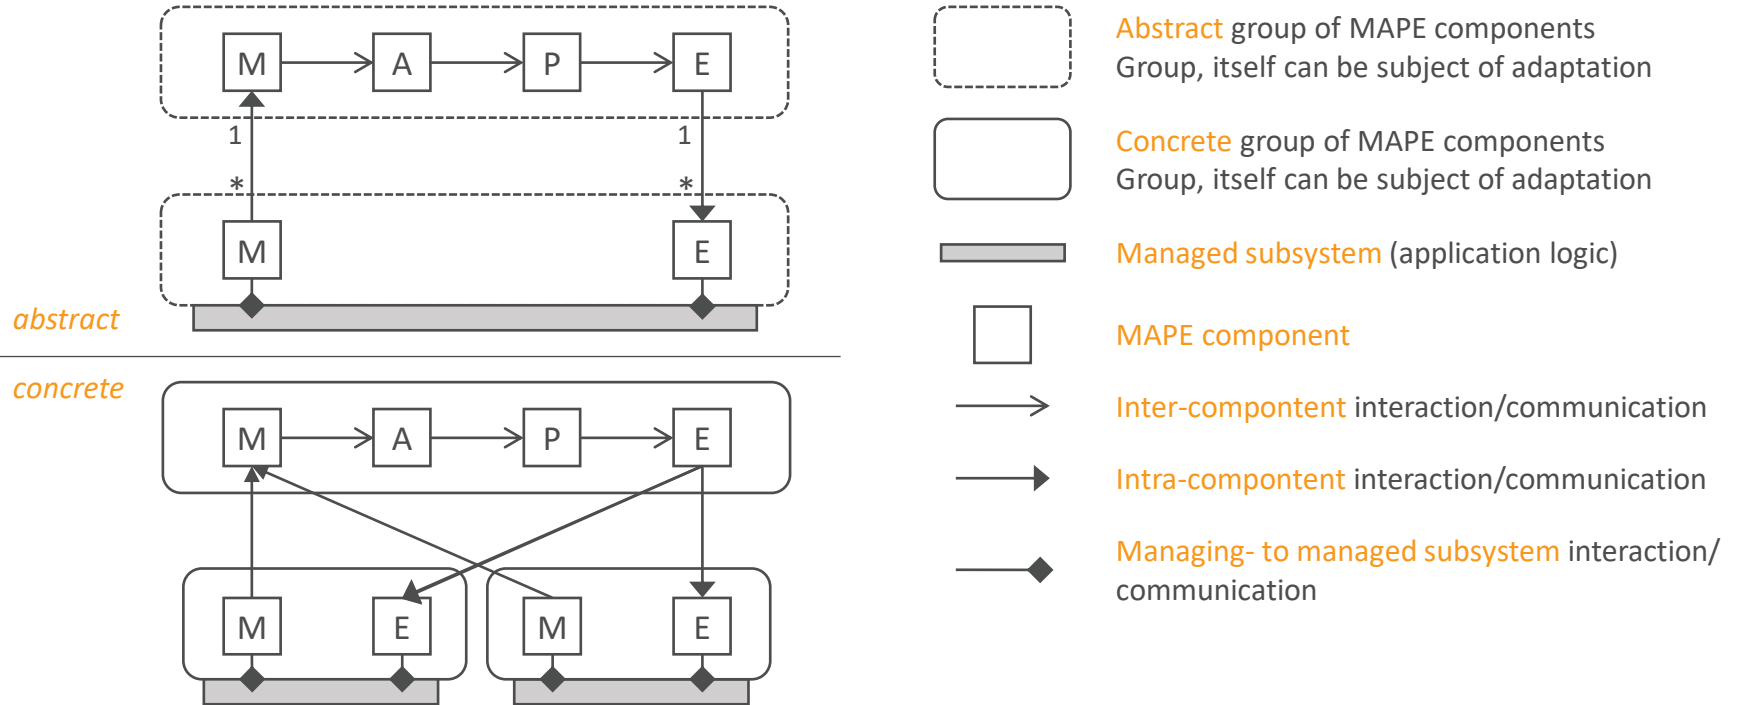 M A P E
1 1
* *
M E
abstract
concrete
M A P E
M E M E
Abstract group of MAPE components
Group, itself can be subject of adaptation
Concrete group of MAPE components
Group, itself can be subject of adaptation
Managed subsystem (application logic)
MAPE component
Inter-compontent interaction/communication
Intra-compontent interaction/communication
Managing- to managed subsystem interaction/
communication